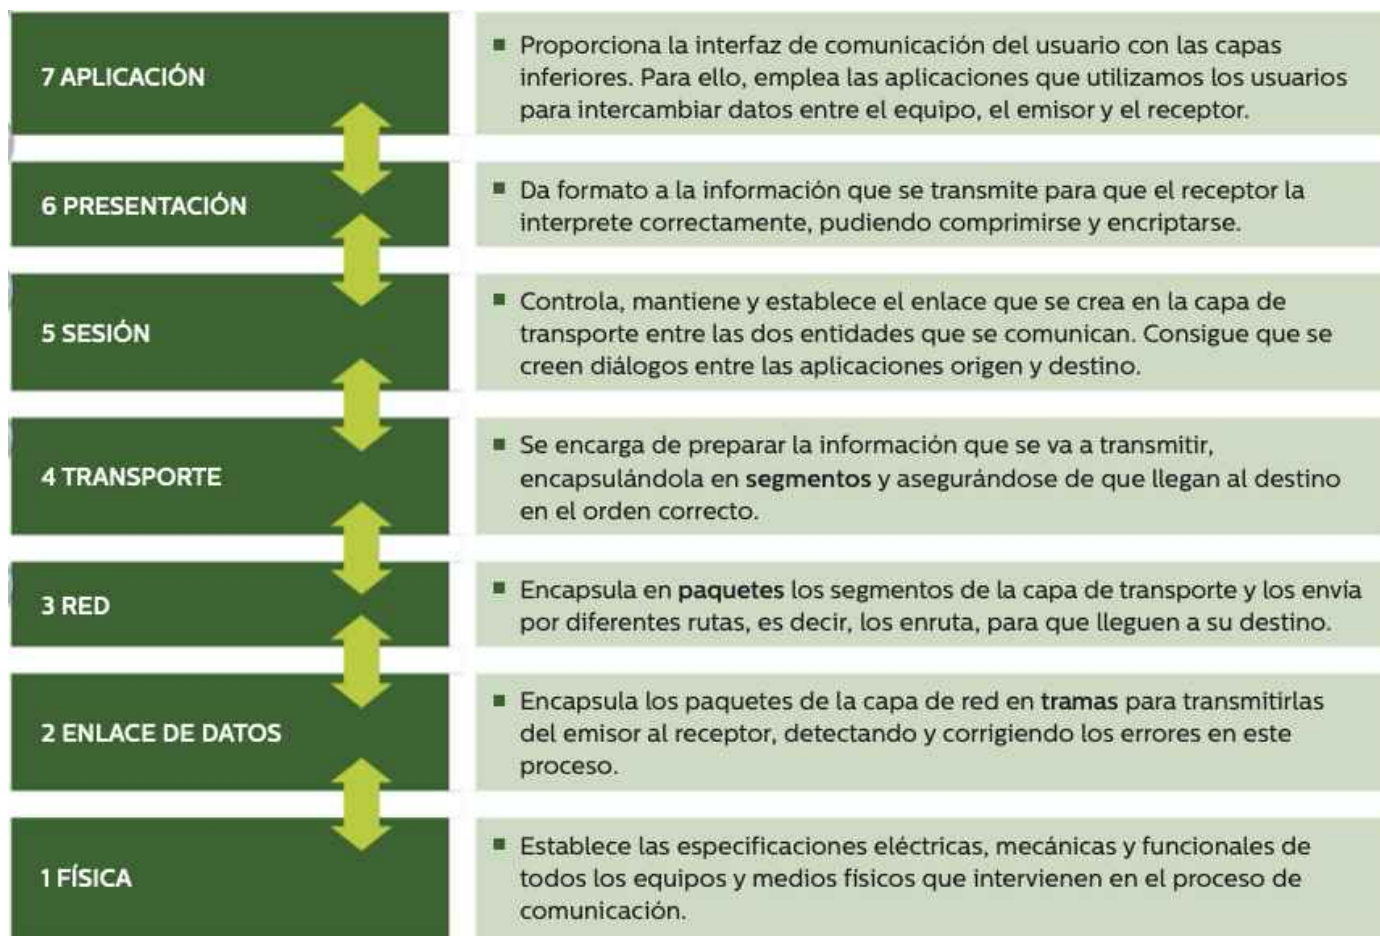 7 APLICACIÓN
▪ Proporciona la interfaz de comunicación del usuario con las capas
inferiores. Para ello, emplea las aplicaciones que utilizamos los usuarios
para intercambiar datos entre el equipo, el emisor y el receptor.
6 PRESENTACIÓN
▪ Da formato a la información que se transmite para que el receptor la
interprete correctamente, pudiendo comprimirse y encriptarse.
5 SESIÓN
▪ Controla, mantiene y establece el enlace que se crea en la capa de
transporte entre las dos entidades que se comunican. Consigue que se
creen diálogos entre las aplicaciones origen y destino.
4 TRANSPORTE
▪ Se encarga de preparar la información que se va a transmitir,
encapsulándola en segmentos y asegurándose de que llegan al destino
en el orden correcto.
3 RED
▪ Encapsula en paquetes los segmentos de la capa de transporte y los envía
por diferentes rutas, es decir, los enruta, para que lleguen a su destino.
2 ENLACE DE DATOS
▪ Encapsula los paquetes de la capa de red en tramas para transmitirlas
del emisor al receptor, detectando y corrigiendo los errores en este
proceso.
1 FÍSICA
▪ Establece las especificaciones eléctricas, mecánicas y funcionales de
todos los equipos y medios físicos que intervienen en el proceso de
comunicación.